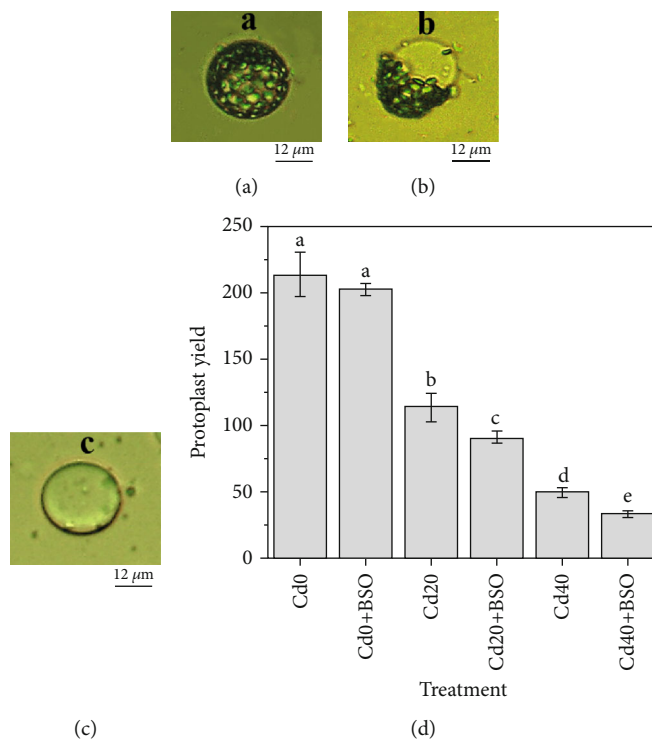 a
b
12 μm
12 μm
(a)
(b)
250
200
150
100
50
0
Protoplast yield
a
a
b
c
d
e
Cd0
Cd0+BSO
Cd20
Cd20+BSO
Cd40
Cd40+BSO
Treatment
c
12 μm
(c)
(d)